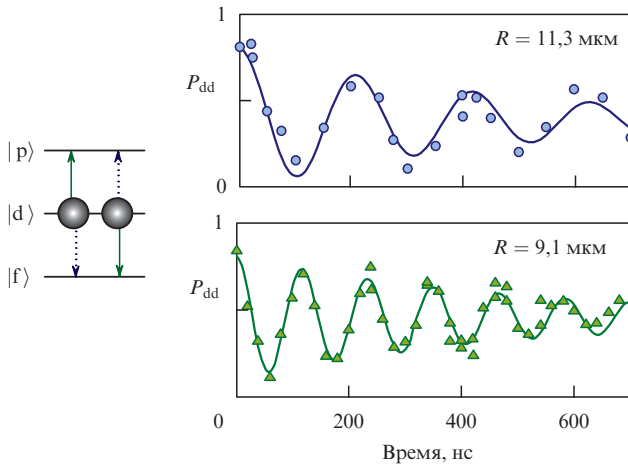 |p⟩
|d⟩
|f⟩
1
R = 11,3 мкм
P_dd
0
1
R = 9,1 мкм
P_dd
0 200 400 600
Время, нс